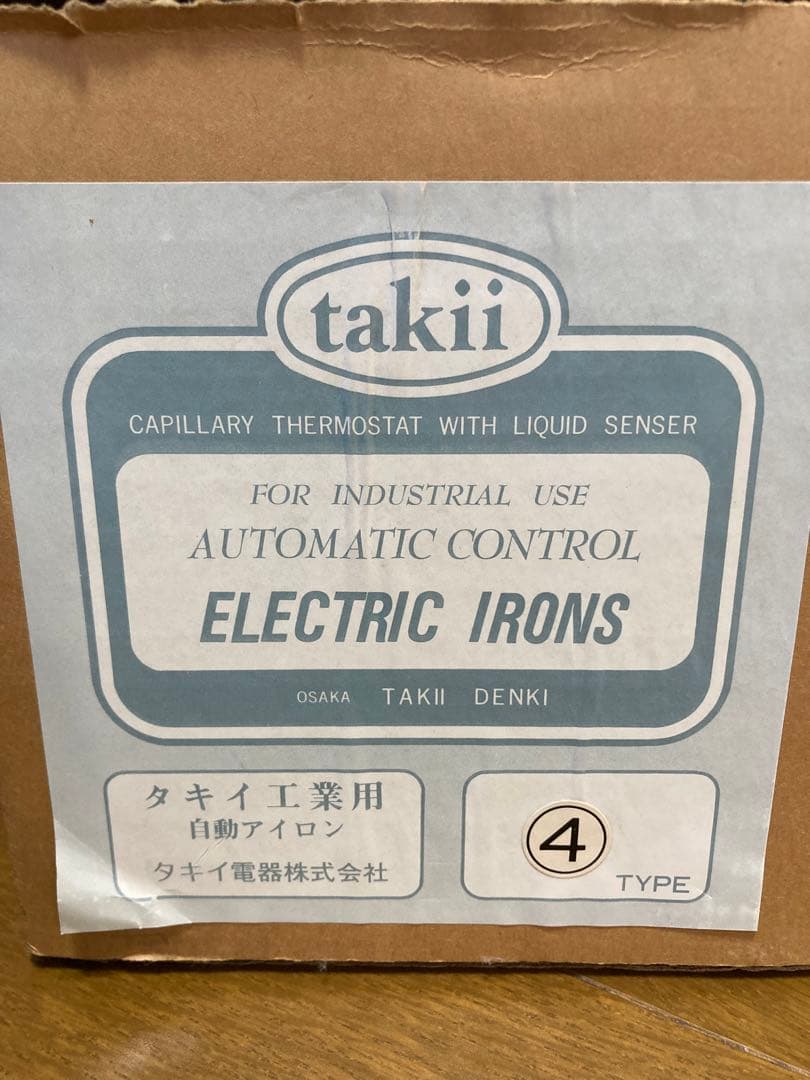 takii
CAPILLARY THERMOSTAT WITH LIQUID SENSER
FOR INDUSTRIAL USE
AUTOMATIC CONTROL
ELECTRIC IRONS
OSAKA TAKII DENKI
タキイ工業用
自動アイロン
タキイ電器株式会社
4
TYPE